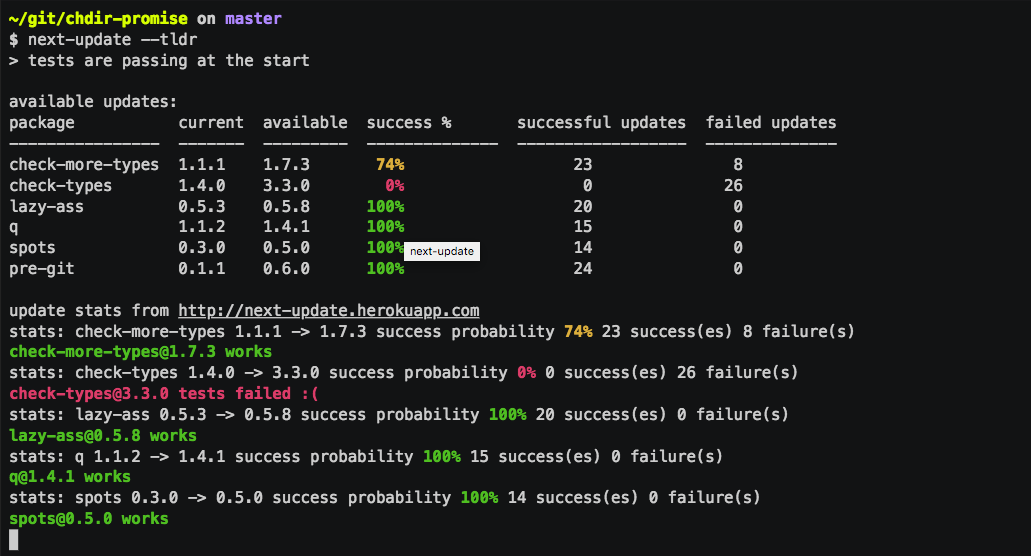 ~/git/chdir-promise on master
$ next-update --tldr
> tests are passing at the start
available updates:
package current available success % successful updates failed updates
---------------- ------- --------- -------------- ------------------ --------------
check-more-types 1.1.1 1.7.3 74% 23 8
check-types 1.4.0 3.3.0 0% 0 26
lazy-ass 0.5.3 0.5.8 100% 20 0
q 1.1.2 1.4.1 100% 15 0
spots 0.3.0 0.5.0 100% 14 0
next-update
pre-git 0.1.1 0.6.0 100% 24 0
update stats from http://next-update.herokuapp.com
stats: check-more-types 1.1.1 -> 1.7.3 success probability 74% 23 success(es) 8 failure(s)
check-more-types@1.7.3 works
stats: check-types 1.4.0 -> 3.3.0 success probability 0% 0 success(es) 26 failure(s)
check-types@3.3.0 tests failed :(
stats: lazy-ass 0.5.3 -> 0.5.8 success probability 100% 20 success(es) 0 failure(s)
lazy-ass@0.5.8 works
stats: q 1.1.2 -> 1.4.1 success probability 100% 15 success(es) 0 failure(s)
q@1.4.1 works
stats: spots 0.3.0 -> 0.5.0 success probability 100% 14 success(es) 0 failure(s)
spots@0.5.0 works